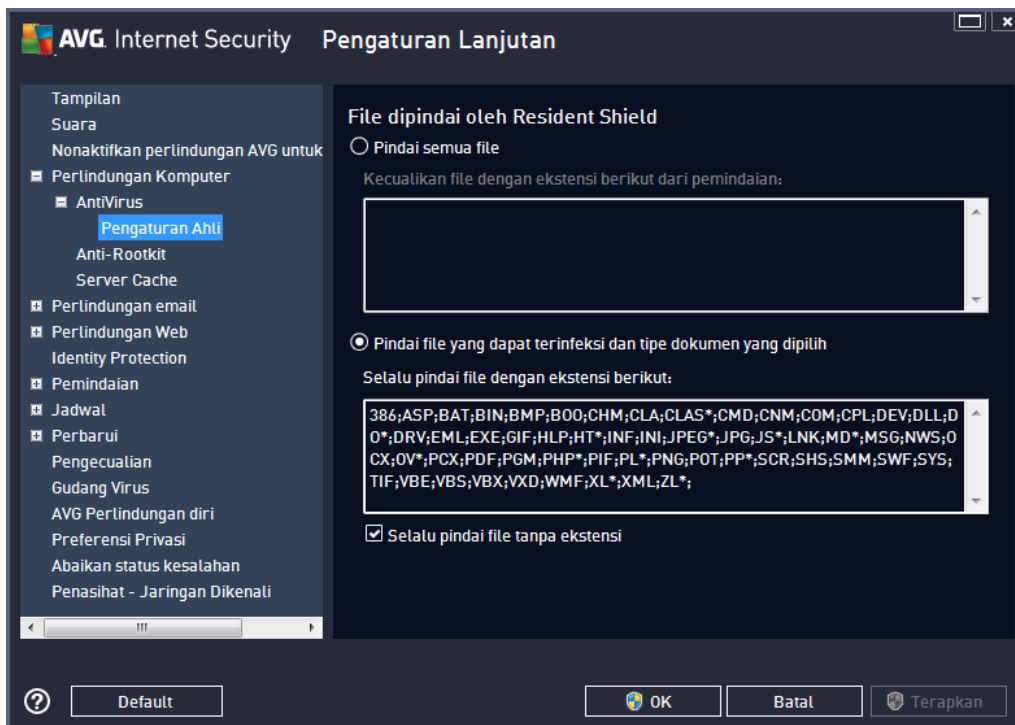 AVG. Internet Security Pengaturan Lanjutan
Tampilan
Suara
Nonaktifkan perlindungan AVG untuk
Perlindungan Komputer
AntiVirus
Pengaturan Ahli
Anti-Rootkit
Server Cache
Perlindungan email
Perlindungan Web
Identity Protection
Pemindaian
Jadwal
Perbarui
Pengecualian
Gudang Virus
AVG Perlindungan diri
Preferensi Privasi
Abaikan status kesalahan
Penasihat - Jaringan Dikenali
File dipindai oleh Resident Shield
Pindai semua file
Kecualikan file dengan ekstensi berikut dari pemindaian:
Pindai file yang dapat terinfeksi dan tipe dokumen yang dipilih
Selalu pindai file dengan ekstensi berikut:
386;ASP;BAT;BIN;BMP;BOO;CHM;CLA;CLAS*;CMD;CNM;COM;CPL;DEV;DLL;D
O*;DRV;EML;EXE;GIF;HLP;HT*;INF;INI;JPEG*;JPG;JS*;LNK;MD*;MSG;NWS;O
CX;OV*;PCX;PDF;PGM;PHP*;PIF;PL*;PNG;POT;PP*;SCR;SHS;SMM;SWF;SYS;
TIF;VBE;VBS;VBX;VXD;WMF;XL*;XML;ZL*;
Selalu pindai file tanpa ekstensi
Default
OK
Batal
Terapkan